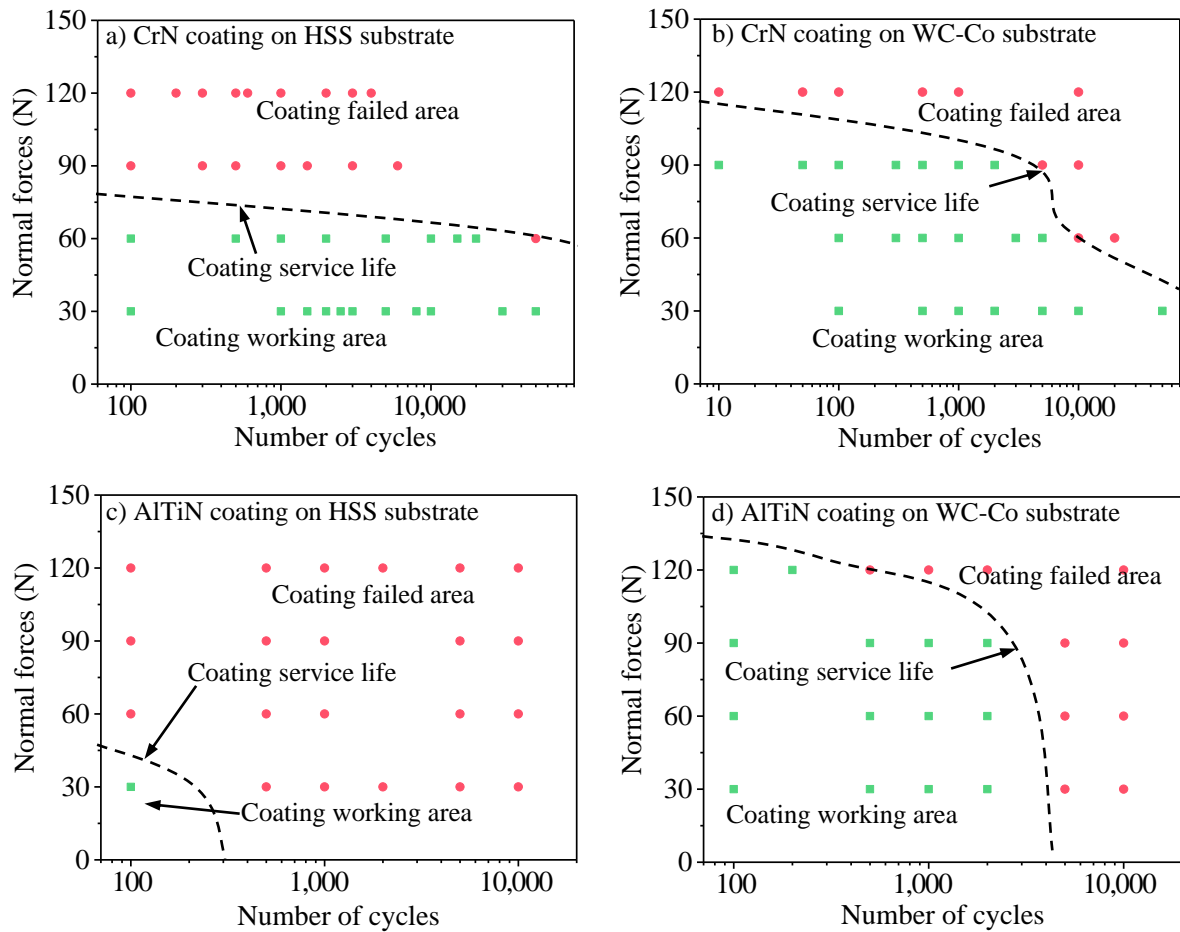 a) CrN coating on HSS substrate
150
120
90
60
30
0
Normal forces (N)
Coating failed area
Coating service life
Coating working area
100
1,000
10,000
Number of cycles
b) CrN coating on WC-Co substrate
150
120
90
60
30
0
Normal forces (N)
Coating failed area
Coating service life
Coating working area
10
100
1,000
10,000
Number of cycles
c) AlTiN coating on HSS substrate
150
120
90
60
30
0
Normal forces (N)
Coating failed area
Coating service life
Coating working area
100
1,000
10,000
Number of cycles
d) AlTiN coating on WC-Co substrate
150
120
90
60
30
0
Normal forces (N)
Coating failed area
Coating service life
Coating working area
100
1,000
10,000
Number of cycles